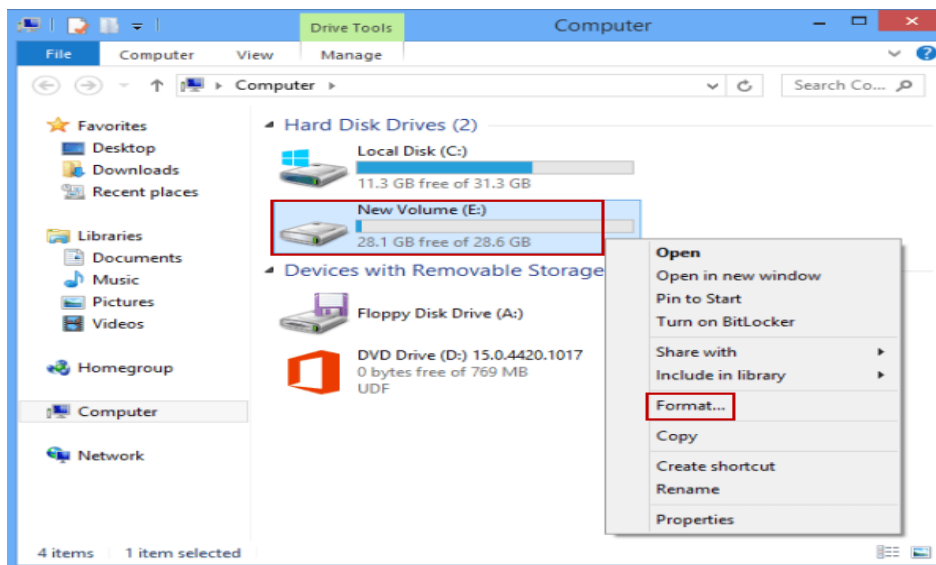 Drive Tools
Computer
File
Computer
View
Manage
Computer
Search Co...
Favorites
Desktop
Downloads
Recent places
Libraries
Documents
Music
Pictures
Videos
Homegroup
Computer
Network
Hard Disk Drives (2)
Local Disk (C:)
11.3 GB free of 31.3 GB
New Volume (E:)
28.1 GB free of 28.6 GB
Devices with Removable Storage
Floppy Disk Drive (A:)
DVD Drive (D:) 15.0.4420.1017
0 bytes free of 769 MB
UDF
Open
Open in new window
Pin to Start
Turn on BitLocker
Share with
Include in library
Format...
Copy
Create shortcut
Rename
Properties
4 items
1 item selected